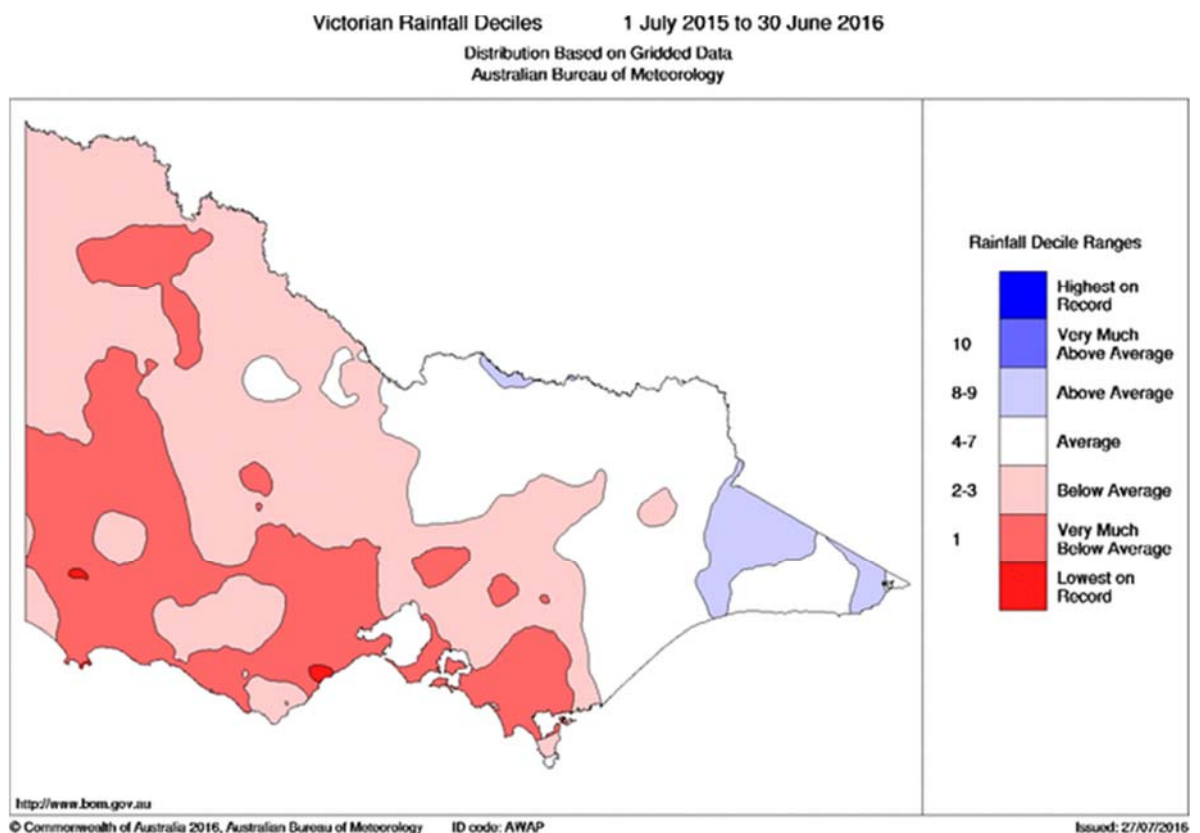 Victorian Rainfall Deciles 1 July 2015 to 30 June 2016
Distribution Based on Gridded Data
Australian Bureau of Meteorology
Rainfall Decile Ranges
Highest on
Record
10 Very Much
Above Average
8-9 Above Average
4-7 Average
2-3 Below Average
1 Very Much
Below Average
Lowest on
Record
http://www.bom.gov.au
© Commonwealth of Australia 2016, Australian Bureau of Meteorology ID code: AWAP Issued: 27/07/2016